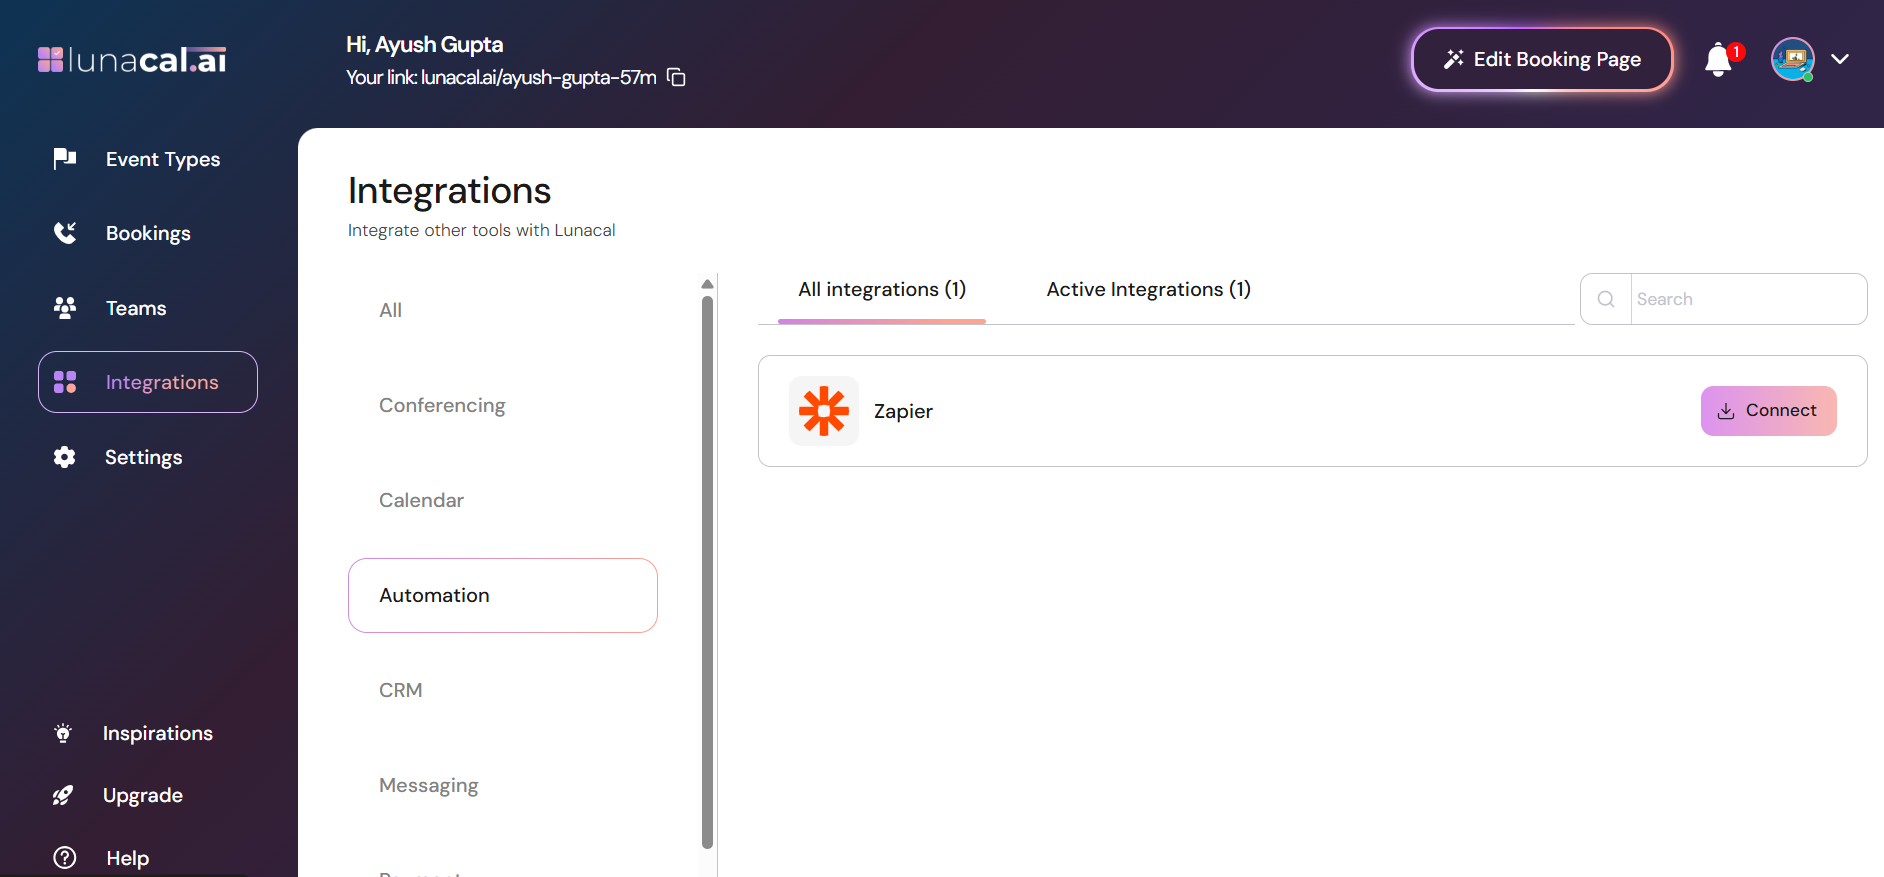 lunacal.ai
Hi, Ayush Gupta
Your link: lunacal.ai/ayush-gupta-57m
Edit Booking Page
1
Event Types
Bookings
Teams
Integrations
Settings
Inspirations
Upgrade
Help
Integrations
Integrate other tools with Lunacal
All
Conferencing
Calendar
Automation
CRM
Messaging
All integrations (1)
Active Integrations (1)
Search
Zapier
Connect